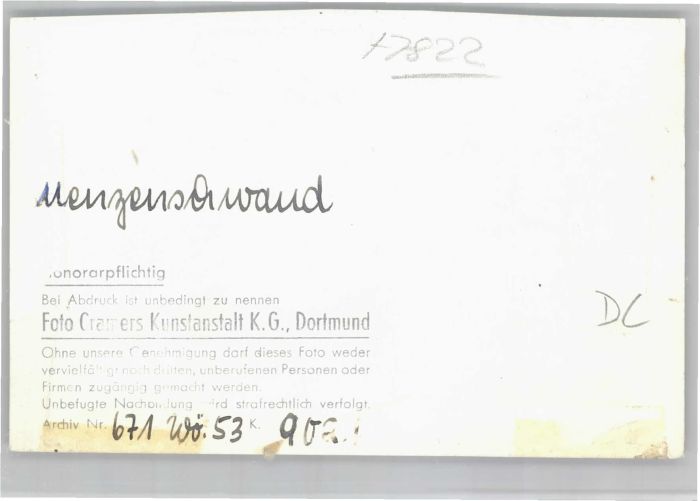 17822
Menzenschwand
Honorarpflichtig
Bei Abdruck ist unbedingt zu nennen
Foto Cramers Kunstanstalt K.G., Dortmund
DC
Ohne unsere Genehmigung darf dieses Foto weder
vervielfältigt noch dritten, unberufenen Personen oder
Firmen zugängig gemacht werden.
Unbefugte Nachbildung wird strafrechtlich verfolgt.
Archiv Nr. 671 Wö. 53 K. 902